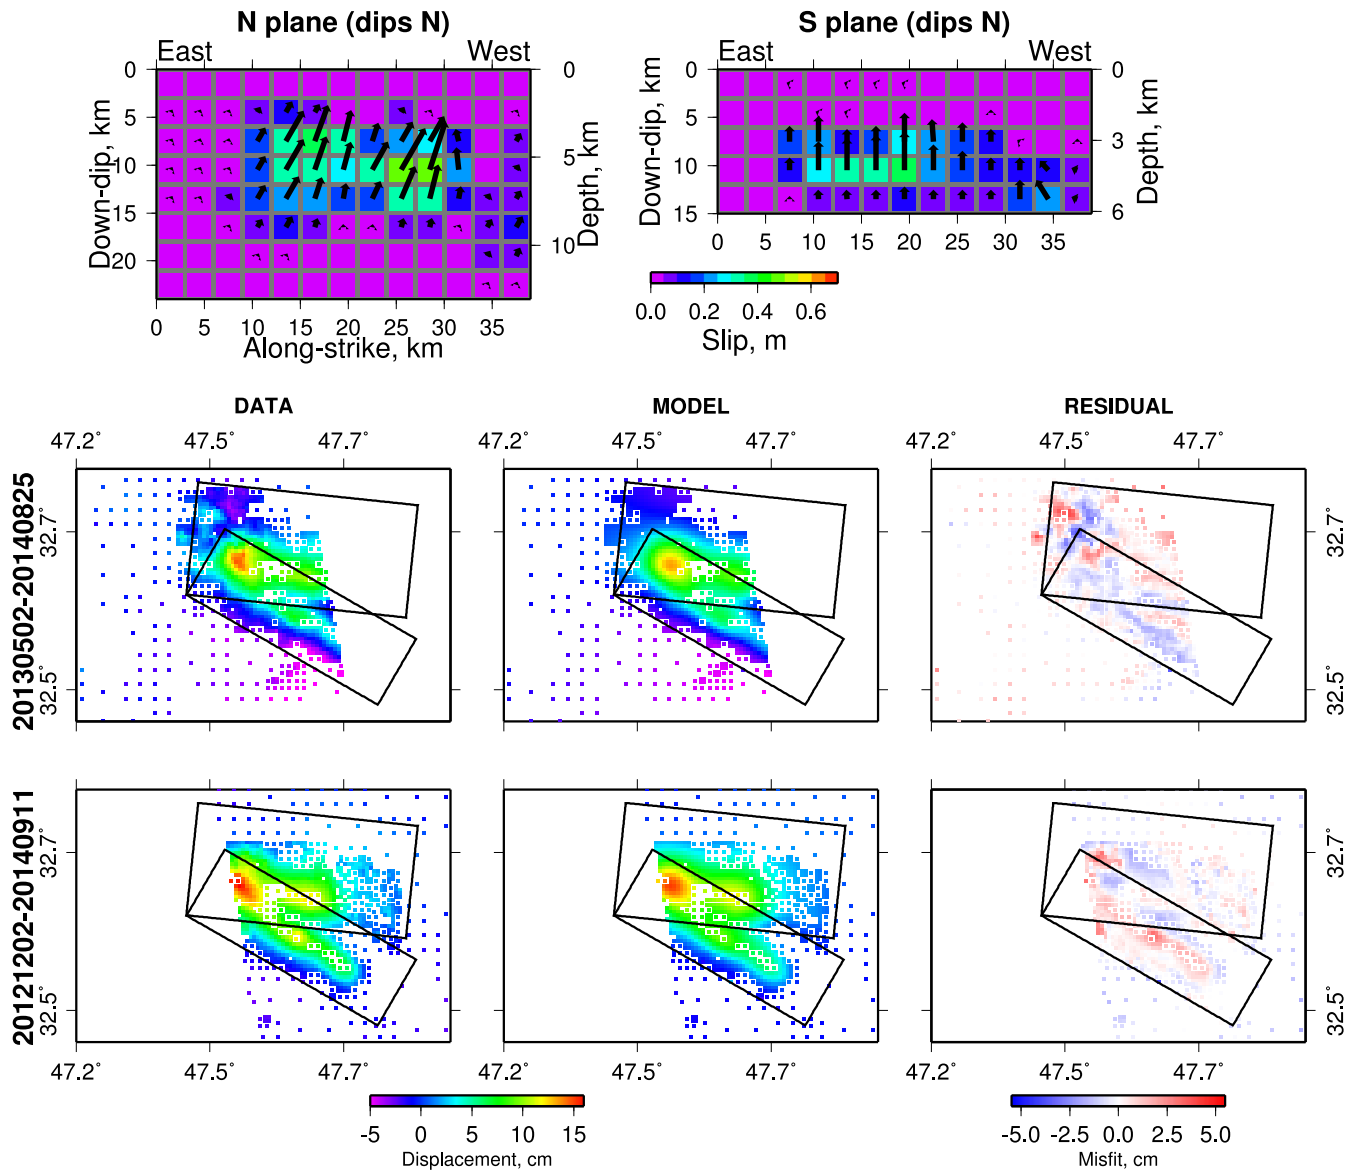 N plane (dips N)
S plane (dips N)
East West
East West
0
5
10
15
20
Down-dip, km
0
5
10
Depth, km
0 5 10 15 20 25 30 35
Along-strike, km
0
5
10
15
Down-dip, km
0
3
6
Depth, km
0 5 10 15 20 25 30 35
0.0 0.2 0.4 0.6
Slip, m
DATA MODEL RESIDUAL
47.2° 47.5° 47.7° 47.2° 47.5° 47.7° 47.2° 47.5° 47.7°
20130502-20140825
32.7°
32.5°
32.7°
32.5°
20121202-20140911
32.7°
32.5°
32.7°
32.5°
47.2° 47.5° 47.7° 47.2° 47.5° 47.7° 47.2° 47.5° 47.7°
-5 0 5 10 15
Displacement, cm
-5.0 -2.5 0.0 2.5 5.0
Misfit, cm